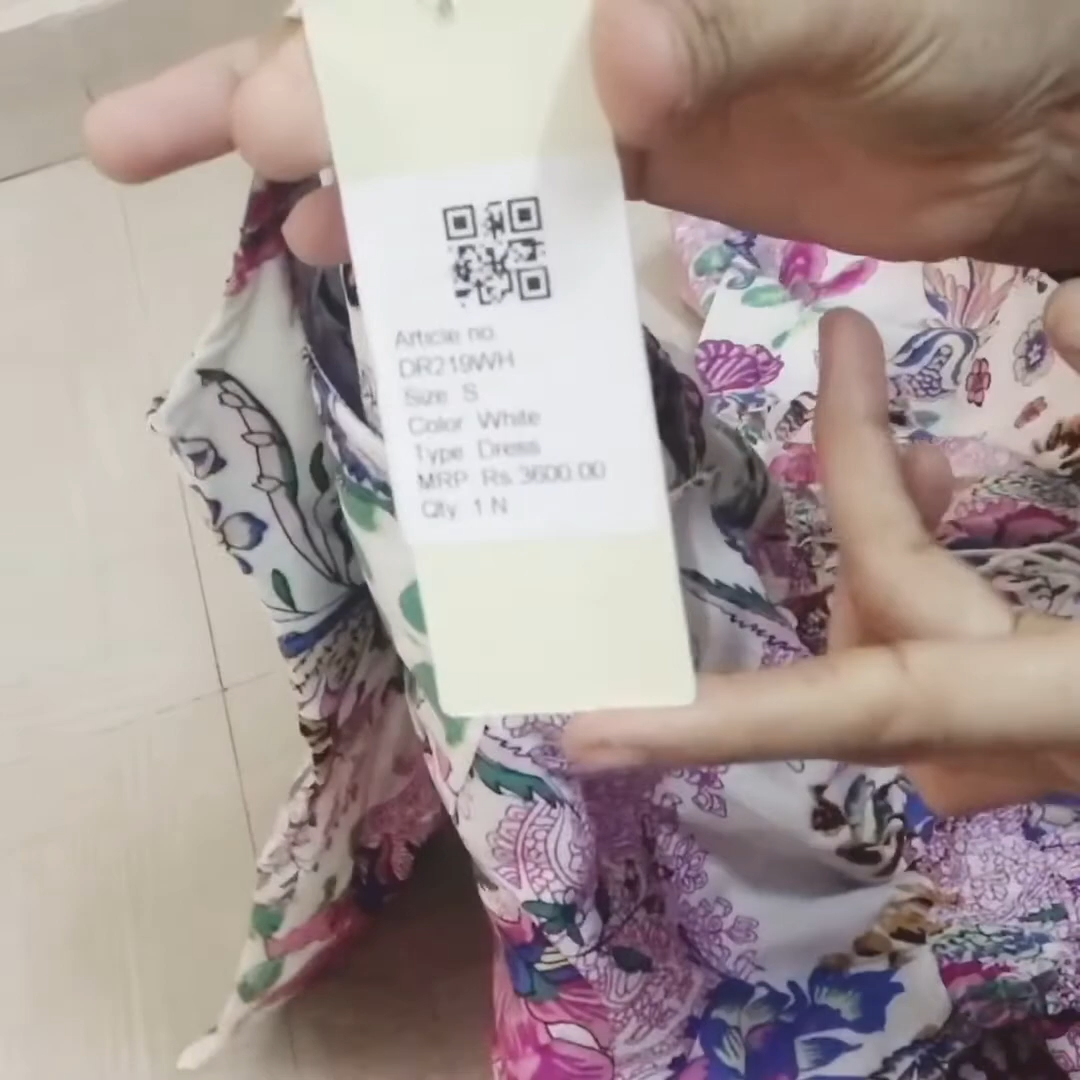 Article no
DR219WH
Size S
Color White
Type Dress
MRP Rs.3600.00
Qty 1 N